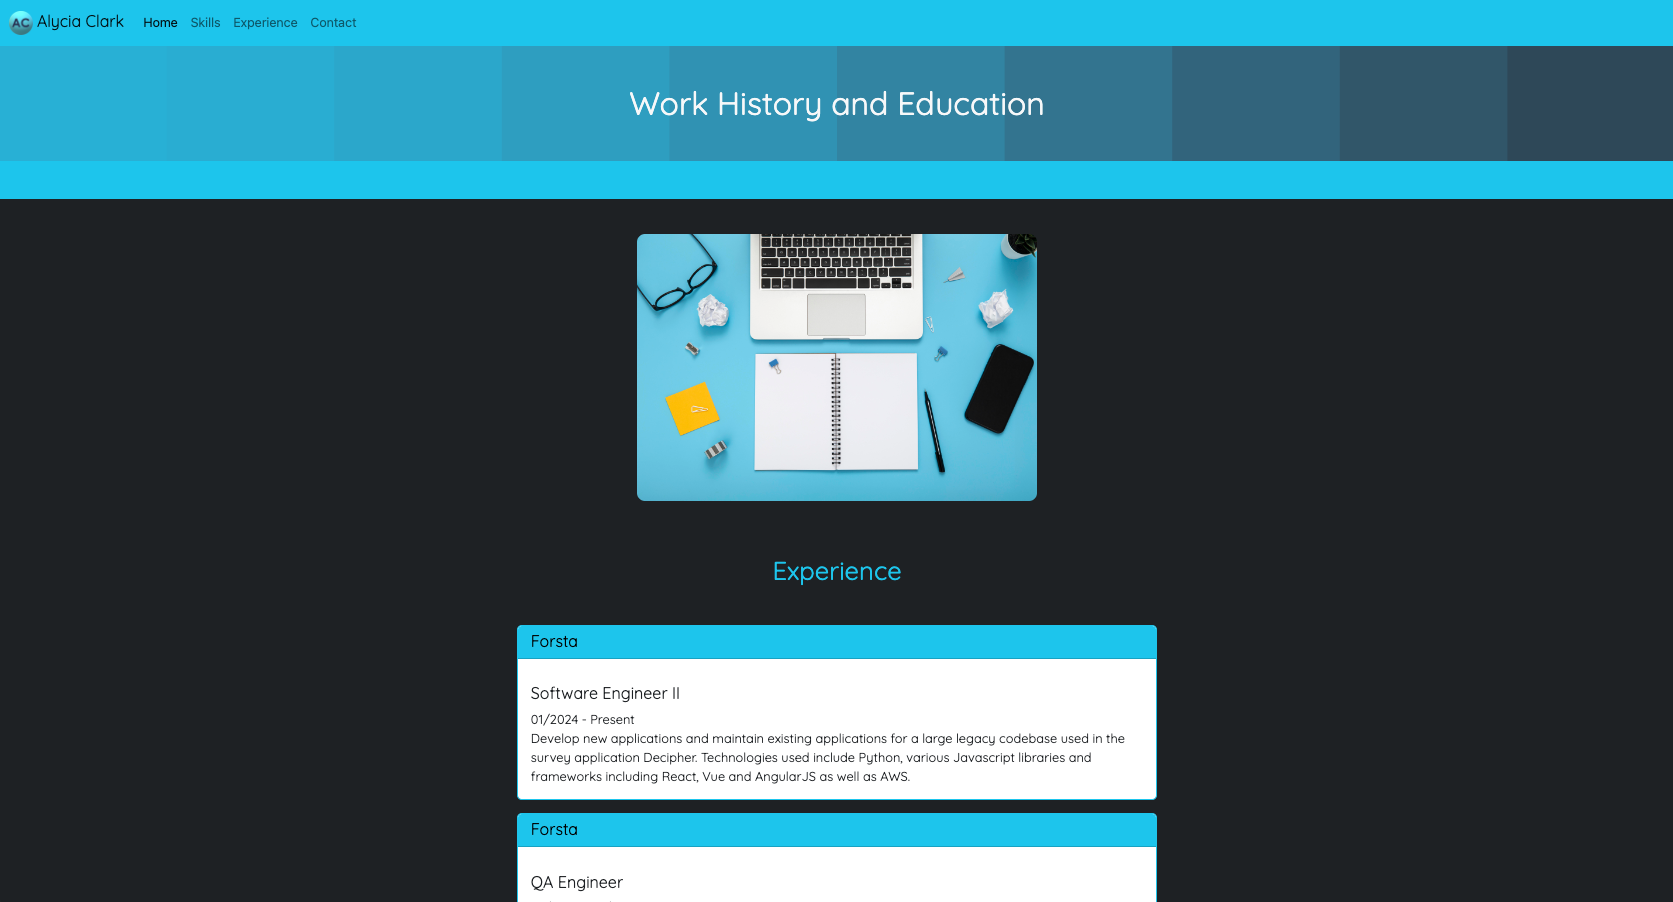 AC Alycia Clark Home Skills Experience Contact
Work History and Education
Experience
Forsta
Software Engineer II
01/2024 - Present
Develop new applications and maintain existing applications for a large legacy codebase used in the
survey application Decipher. Technologies used include Python, various Javascript libraries and
frameworks including React, Vue and AngularJS as well as AWS.
Forsta
QA Engineer